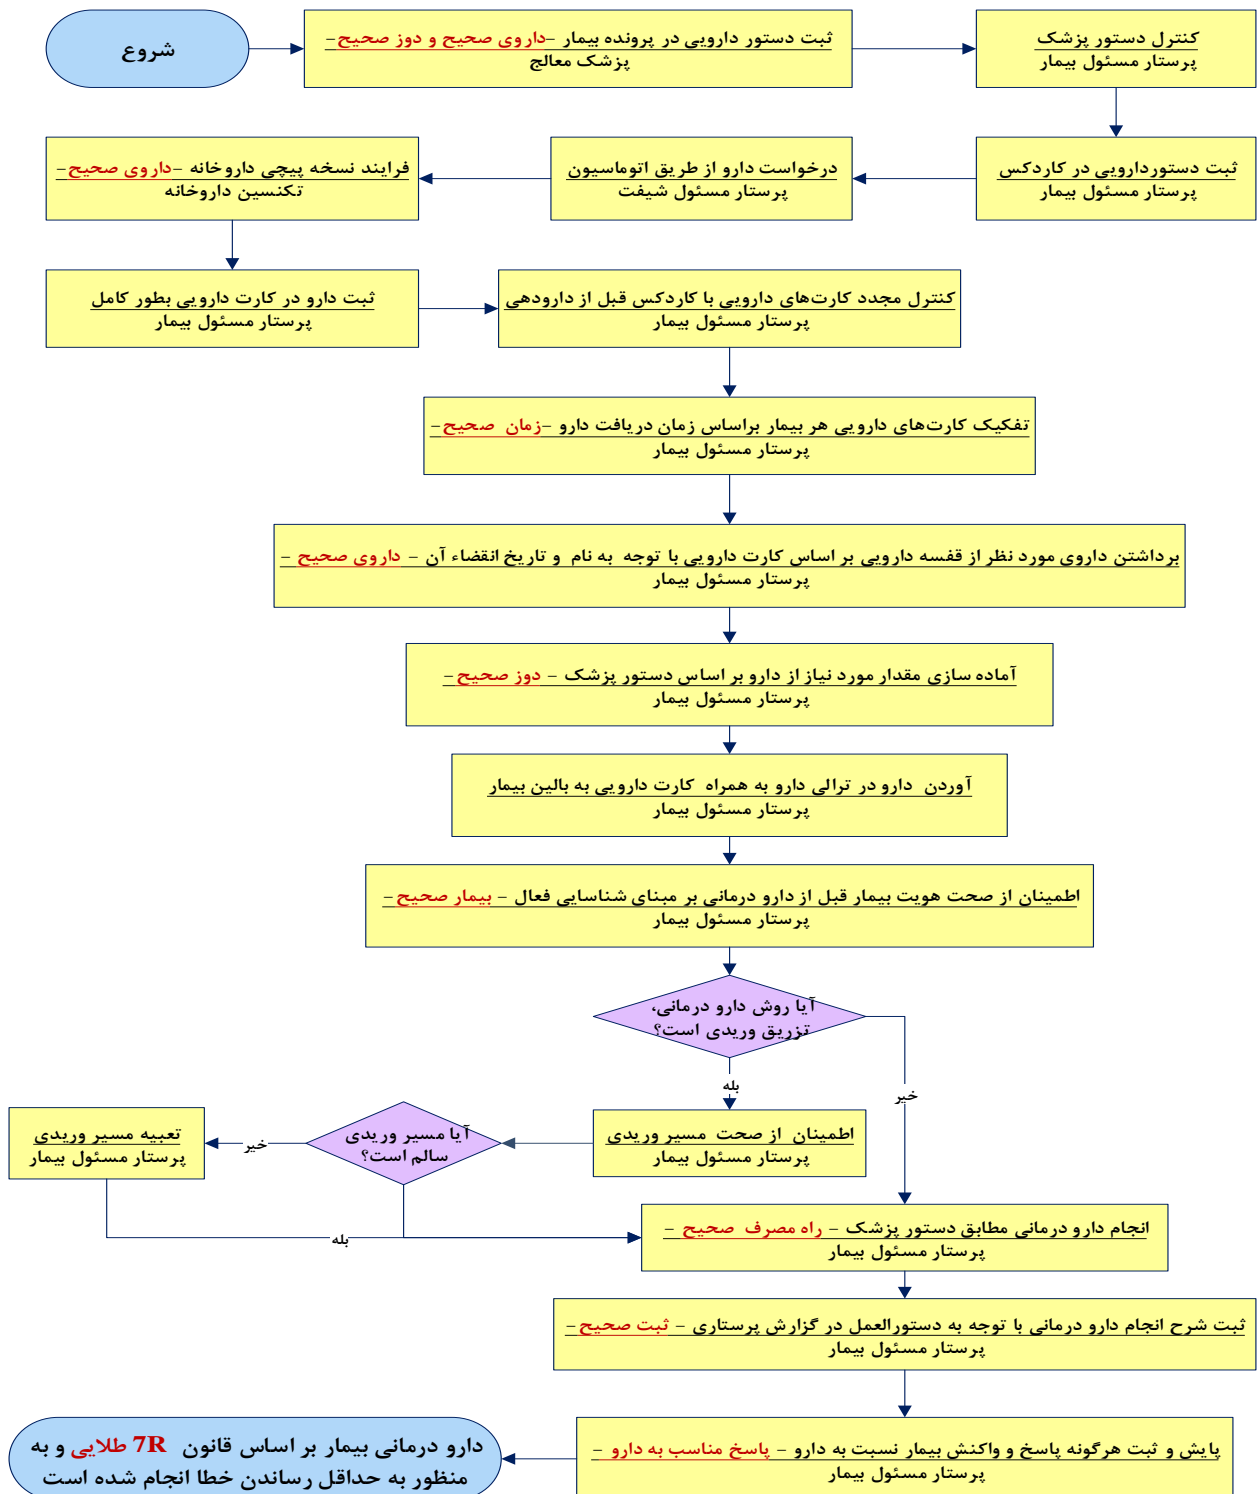 شروع
ثبت دستور دارویی در پرونده بیمار –داروی صحیح و دوز صحیح–
پزشک معالج
کنترل دستور پزشک
پرستار مسئول بیمار
ثبت دستوردارویی در کاردکس
پرستار مسئول بیمار
درخواست دارو از طریق اتوماسیون
پرستار مسئول شیفت
فرایند نسخه پیچی داروخانه –داروی صحیح–
تکنسین داروخانه
ثبت دارو در کارت دارویی بطور کامل
پرستار مسئول بیمار
کنترل مجدد کارت‌های دارویی با کاردکس قبل از دارودهی
پرستار مسئول بیمار
تفکیک کارت‌های دارویی هر بیمار براساس زمان دریافت دارو –زمان صحیح–
پرستار مسئول بیمار
برداشتن داروی مورد نظر از قفسه دارویی بر اساس کارت دارویی با توجه به نام و تاریخ انقضاء آن – داروی صحیح –
پرستار مسئول بیمار
آماده سازی مقدار مورد نیاز از دارو بر اساس دستور پزشک – دوز صحیح–
پرستار مسئول بیمار
آوردن دارو در ترالی دارو به همراه کارت دارویی به بالین بیمار
پرستار مسئول بیمار
اطمینان از صحت هویت بیمار قبل از دارو درمانی بر مبنای شناسایی فعال – بیمار صحیح–
پرستار مسئول بیمار
آیا روش دارو درمانی،
تزریق وریدی است؟
بله
خیر
اطمینان از صحت مسیر وریدی
پرستار مسئول بیمار
آیا مسیر وریدی
سالم است؟
خیر
تعبیه مسیر وریدی
پرستار مسئول بیمار
بله
انجام دارو درمانی مطابق دستور پزشک – راه مصرف صحیح –
پرستار مسئول بیمار
ثبت شرح انجام دارو درمانی با توجه به دستورالعمل در گزارش پرستاری – ثبت صحیح–
پرستار مسئول بیمار
پایش و ثبت هرگونه پاسخ و واکنش بیمار نسبت به دارو – پاسخ مناسب به دارو –
پرستار مسئول بیمار
دارو درمانی بیمار بر اساس قانون 7R طلایی و به
منظور به حداقل رساندن خطا انجام شده است